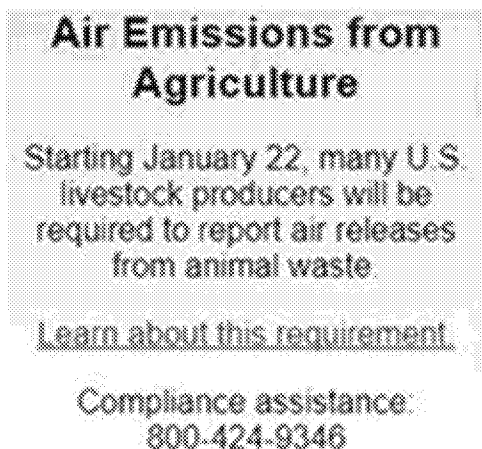 Air Emissions from
Agriculture
Starting January 22, many U.S.
livestock producers will be
required to report air releases
from animal waste.
Learn about this requirement.
Compliance assistance:
800-424-9346